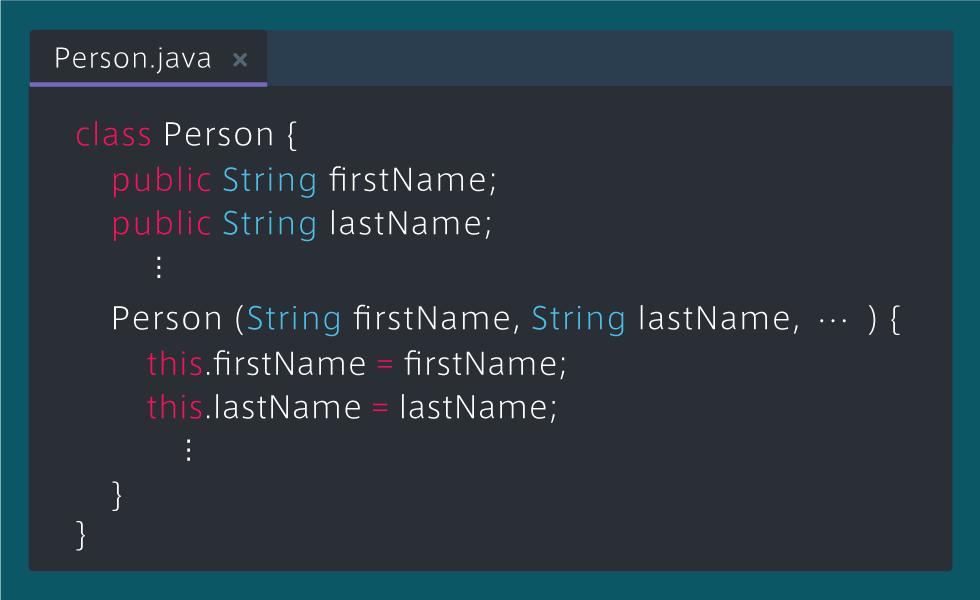 Person.java ×
class Person {
public String firstName;
public String lastName;
⋮
Person (String firstName, String lastName, ⋯ ) {
this.firstName = firstName;
this.lastName = lastName;
⋮
}
}